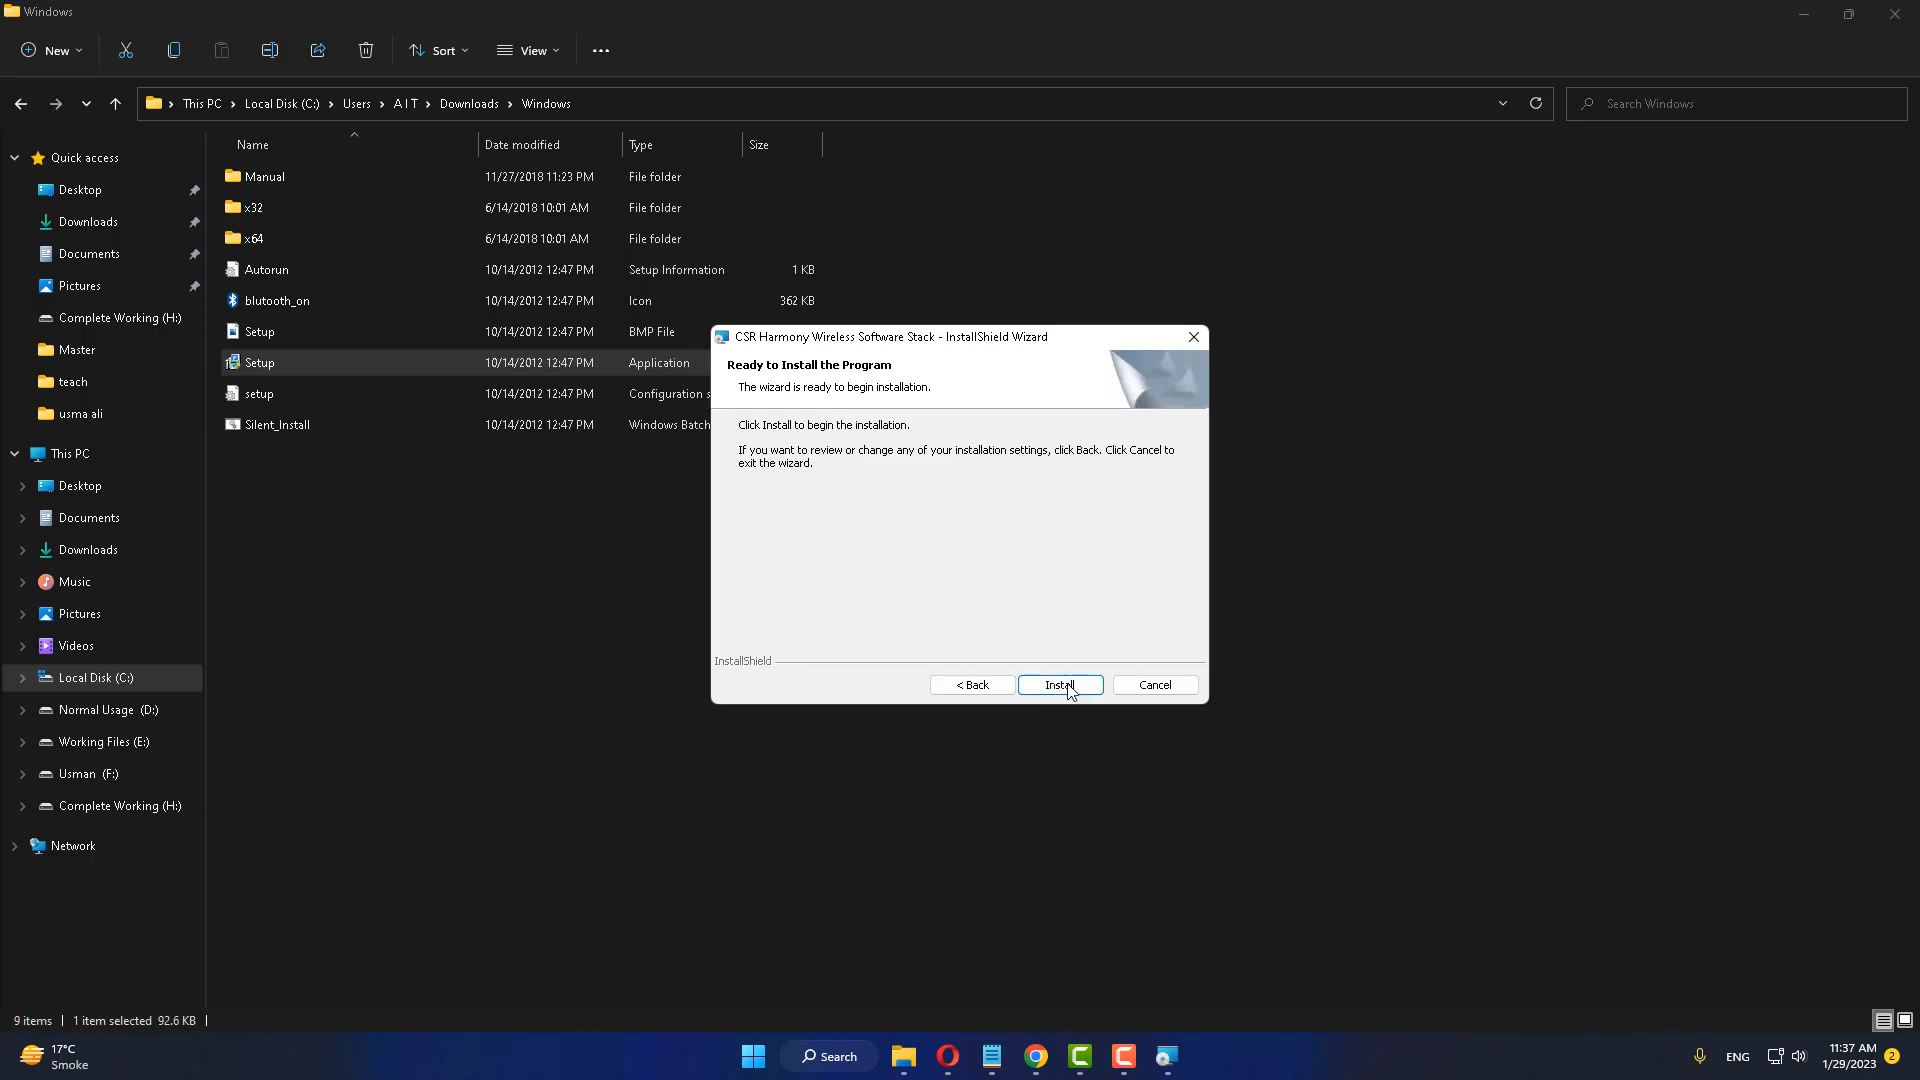 Windows
New
Sort
View
This PC
Local Disk (C:)
Users
A I T
Downloads
Windows
Search Windows
Name
Date modified
Type
Size
Quick access
Desktop
Downloads
Documents
Pictures
Complete Working (H:)
Master
teach
usma ali
This PC
Desktop
Documents
Downloads
Music
Pictures
Videos
Local Disk (C:)
Normal Usage (D:)
Working Files (E:)
Usman (F:)
Complete Working (H:)
Network
Manual 11/27/2018 11:23 PM File folder
x32 6/14/2018 10:01 AM File folder
x64 6/14/2018 10:01 AM File folder
Autorun 10/14/2012 12:47 PM Setup Information 1 KB
blutooth_on 10/14/2012 12:47 PM Icon 362 KB
Setup 10/14/2012 12:47 PM BMP File
Setup 10/14/2012 12:47 PM Application
setup 10/14/2012 12:47 PM Configuration s
Silent_Install 10/14/2012 12:47 PM Windows Batch
CSR Harmony Wireless Software Stack - InstallShield Wizard
Ready to Install the Program
The wizard is ready to begin installation.
Click Install to begin the installation.
If you want to review or change any of your installation settings, click Back. Click Cancel to
exit the wizard.
InstallShield
< Back
Install
Cancel
9 items
1 item selected 92.6 KB
17°C
Smoke
Search
ENG
11:37 AM
1/29/2023
2